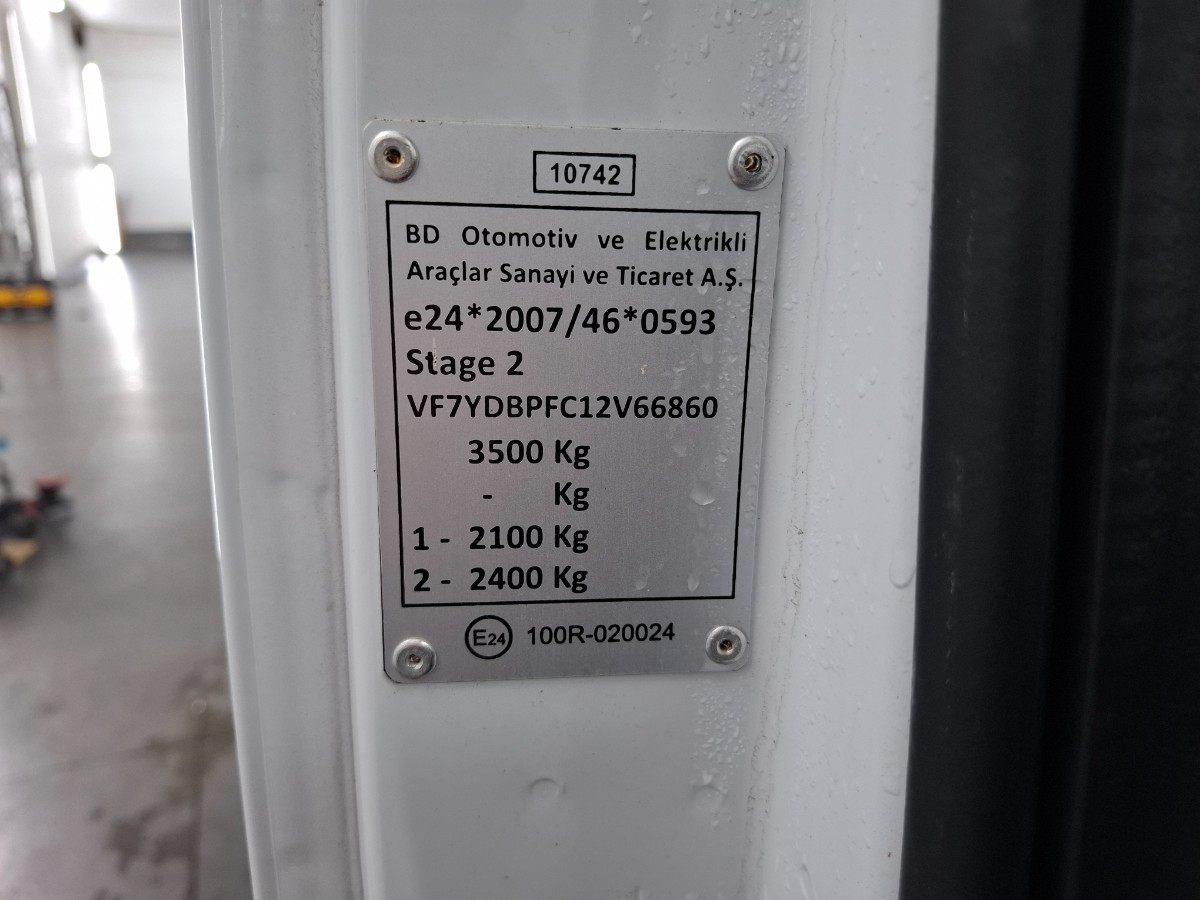 10742
BD Otomotiv ve Elektrikli
Araçlar Sanayi ve Ticaret A.Ş.
e24*2007/46*0593
Stage 2
VF7YDBPFC12V66860
3500 Kg
- Kg
1 - 2100 Kg
2 - 2400 Kg
E24 100R-020024